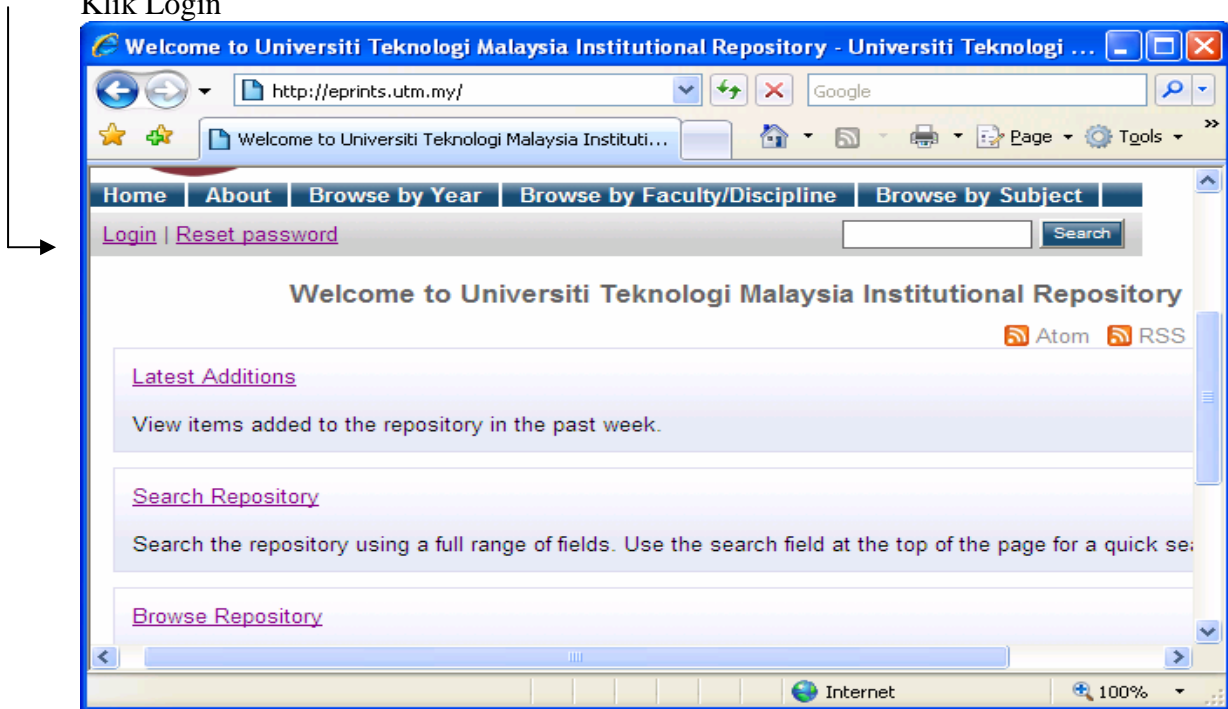 Klik Login
Welcome to Universiti Teknologi Malaysia Institutional Repository - Universiti Teknologi ...
http://eprints.utm.my/
Google
Welcome to Universiti Teknologi Malaysia Instituti...
Page Tools »
Home About Browse by Year Browse by Faculty/Discipline Browse by Subject
Login | Reset password
Search
Welcome to Universiti Teknologi Malaysia Institutional Repository
Atom RSS
Latest Additions
View items added to the repository in the past week.
Search Repository
Search the repository using a full range of fields. Use the search field at the top of the page for a quick
Browse Repository
Internet 100%